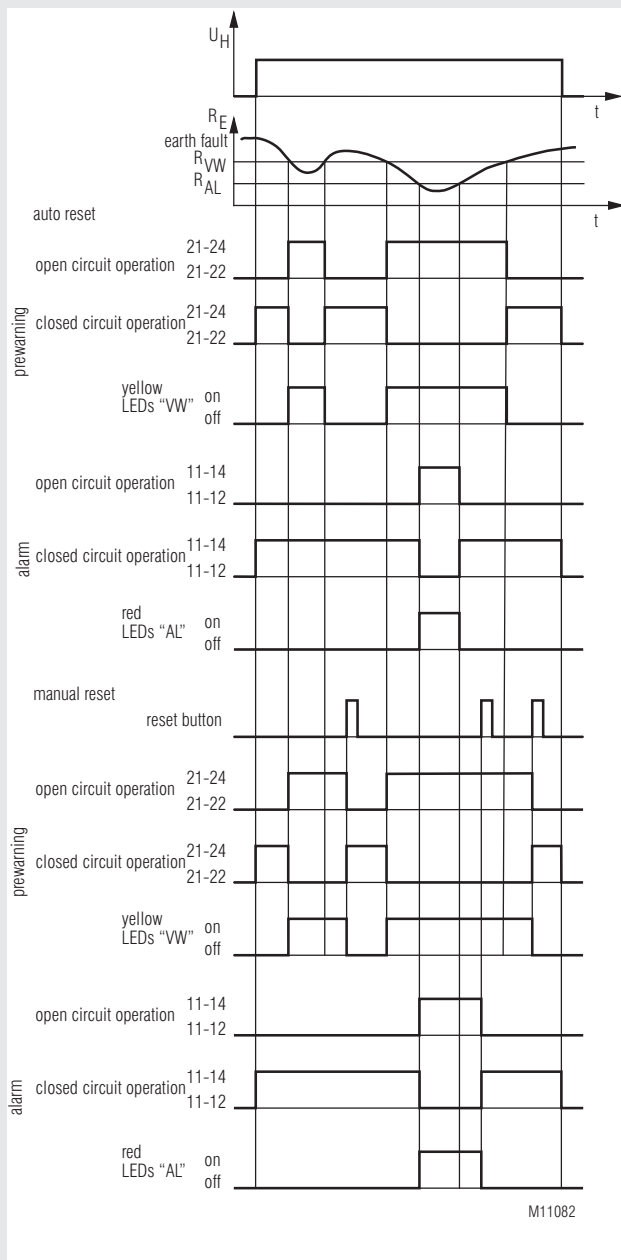 U_H
t
R_E
earth fault
R_VW
R_AL
t
auto reset
prewarning
open circuit operation 21-24
21-22
closed circuit operation 21-24
21-22
yellow
LEDs “VW” on
off
alarm
open circuit operation 11-14
11-12
closed circuit operation 11-14
11-12
red
LEDs “AL” on
off
manual reset
reset button
prewarning
open circuit operation 21-24
21-22
closed circuit operation 21-24
21-22
yellow
LEDs “VW” on
off
alarm
open circuit operation 11-14
11-12
closed circuit operation 11-14
11-12
red
LEDs “AL” on
off
M11082